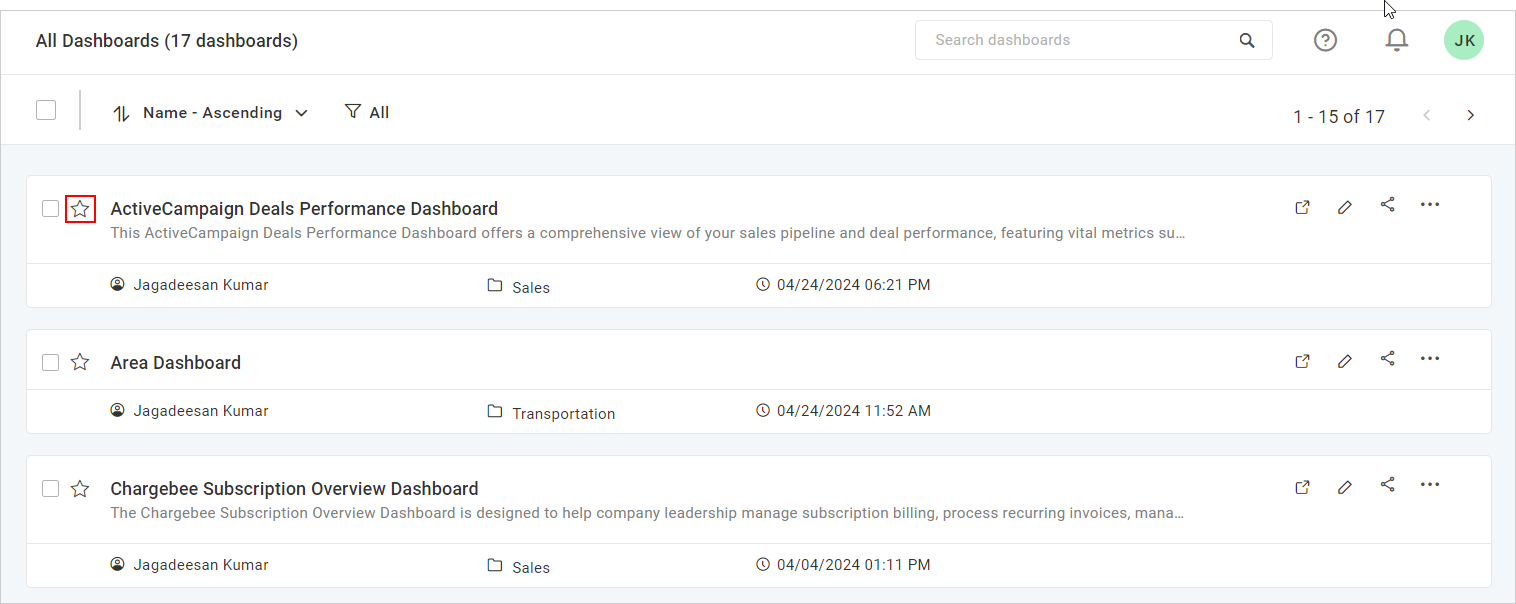 All Dashboards (17 dashboards)
Search dashboards
JK
Name - Ascending
All
1 - 15 of 17
ActiveCampaign Deals Performance Dashboard
This ActiveCampaign Deals Performance Dashboard offers a comprehensive view of your sales pipeline and deal performance, featuring vital metrics su...
Jagadeesan Kumar
Sales
04/24/2024 06:21 PM
Area Dashboard
Jagadeesan Kumar
Transportation
04/24/2024 11:52 AM
Chargebee Subscription Overview Dashboard
The Chargebee Subscription Overview Dashboard is designed to help company leadership manage subscription billing, process recurring invoices, mana...
Jagadeesan Kumar
Sales
04/04/2024 01:11 PM